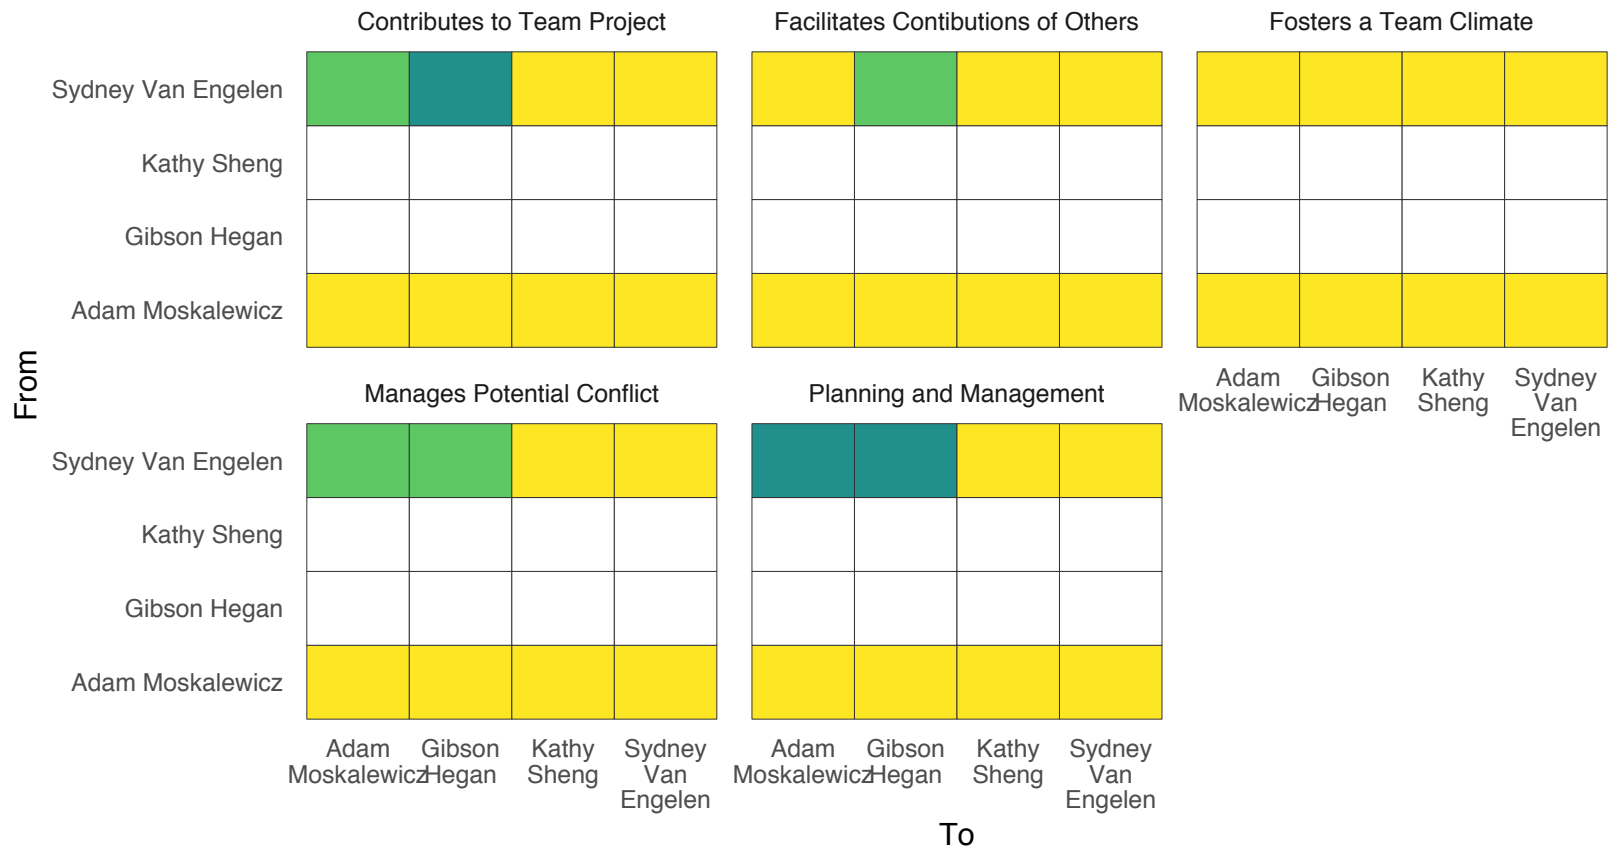 Contributes to Team Project
Facilitates Contibutions of Others
Fosters a Team Climate
Sydney Van Engelen
Kathy Sheng
Gibson Hegan
Adam Moskalewicz
Adam
Moskalewicz
Gibson
Hegan
Kathy
Sheng
Sydney
Van
Engelen
From
Manages Potential Conflict
Planning and Management
Sydney Van Engelen
Kathy Sheng
Gibson Hegan
Adam Moskalewicz
Adam
Moskalewicz
Gibson
Hegan
Kathy
Sheng
Sydney
Van
Engelen
Adam
Moskalewicz
Gibson
Hegan
Kathy
Sheng
Sydney
Van
Engelen
To